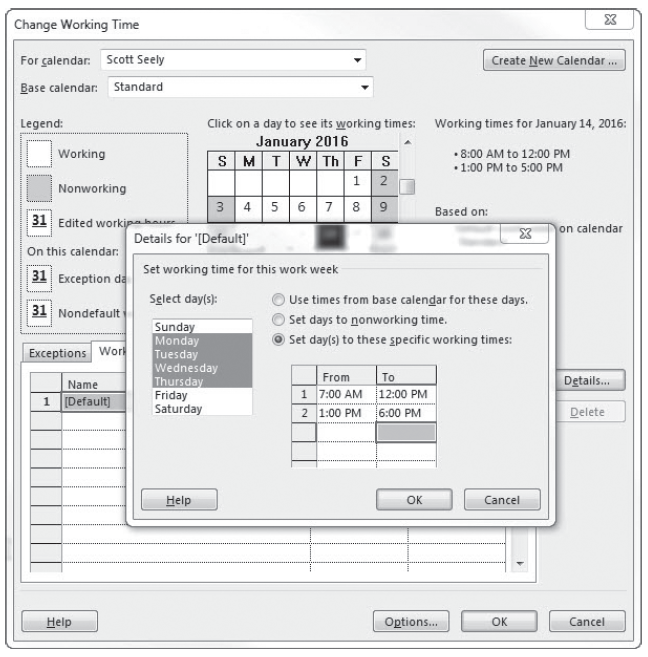 Change Working Time
For calendar: Scott Seely
Create New Calendar ...
Base calendar: Standard
Legend:
Working
Nonworking
31 Edited working hours
On this calendar:
31 Exception da
31 Nondefault
Click on a day to see its working times:
January 2016
S M T W Th F S
1 2
3 4 5 6 7 8 9
Working times for January 14, 2016:
• 8:00 AM to 12:00 PM
• 1:00 PM to 5:00 PM
Based on:
on calendar
Exceptions Work
Name
1 [Default]
Details...
Delete
Details for '[Default]'
Set working time for this work week
Select day(s):
Sunday
Monday
Tuesday
Wednesday
Thursday
Friday
Saturday
Use times from base calendar for these days.
Set days to nonworking time.
Set day(s) to these specific working times:
From To
1 7:00 AM 12:00 PM
2 1:00 PM 6:00 PM
Help OK Cancel
Help Options... OK Cancel